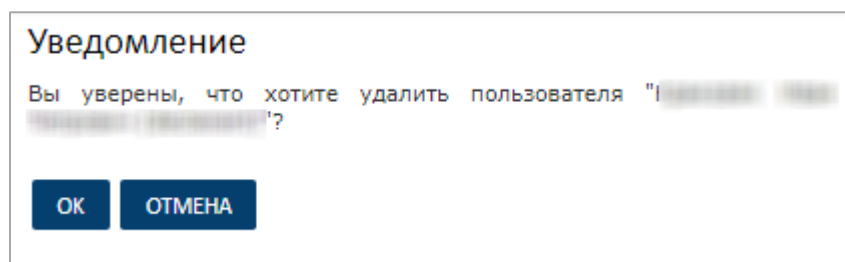 Уведомление
Вы уверены, что хотите удалить пользователя "
"?
ОК ОТМЕНА